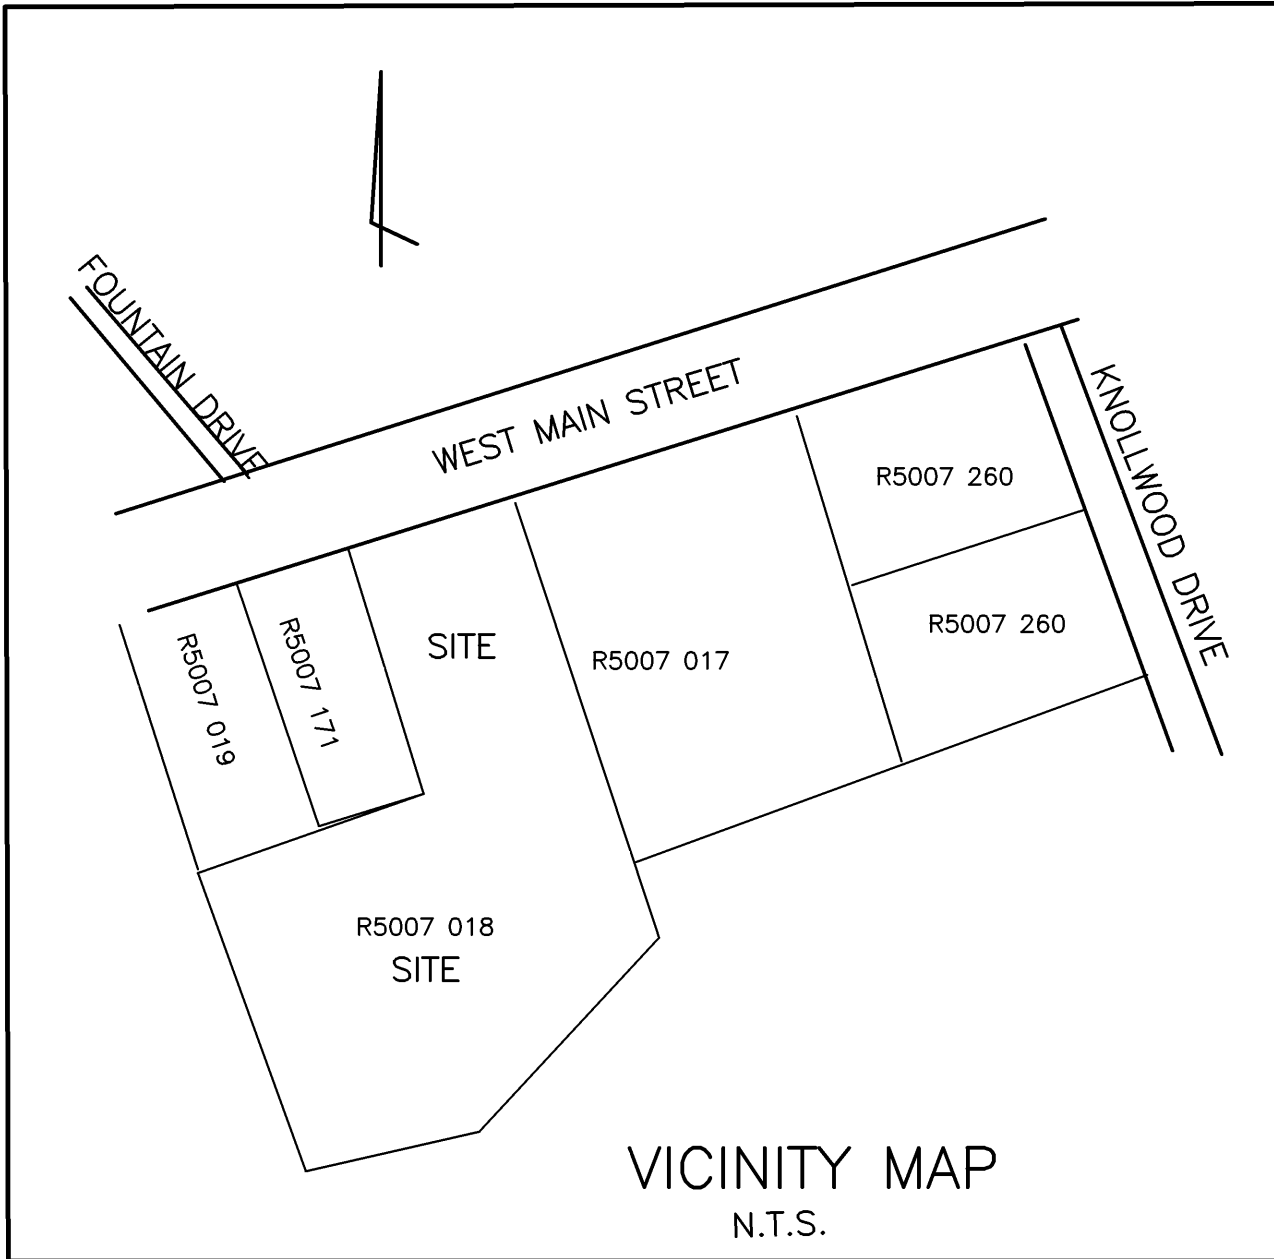 FOUNTAIN DRIVE
WEST MAIN STREET
KNOLLWOOD DRIVE
R5007 260
R5007 260
R5007 019
R5007 171
SITE
R5007 017
R5007 018
SITE
VICINITY MAP
N.T.S.